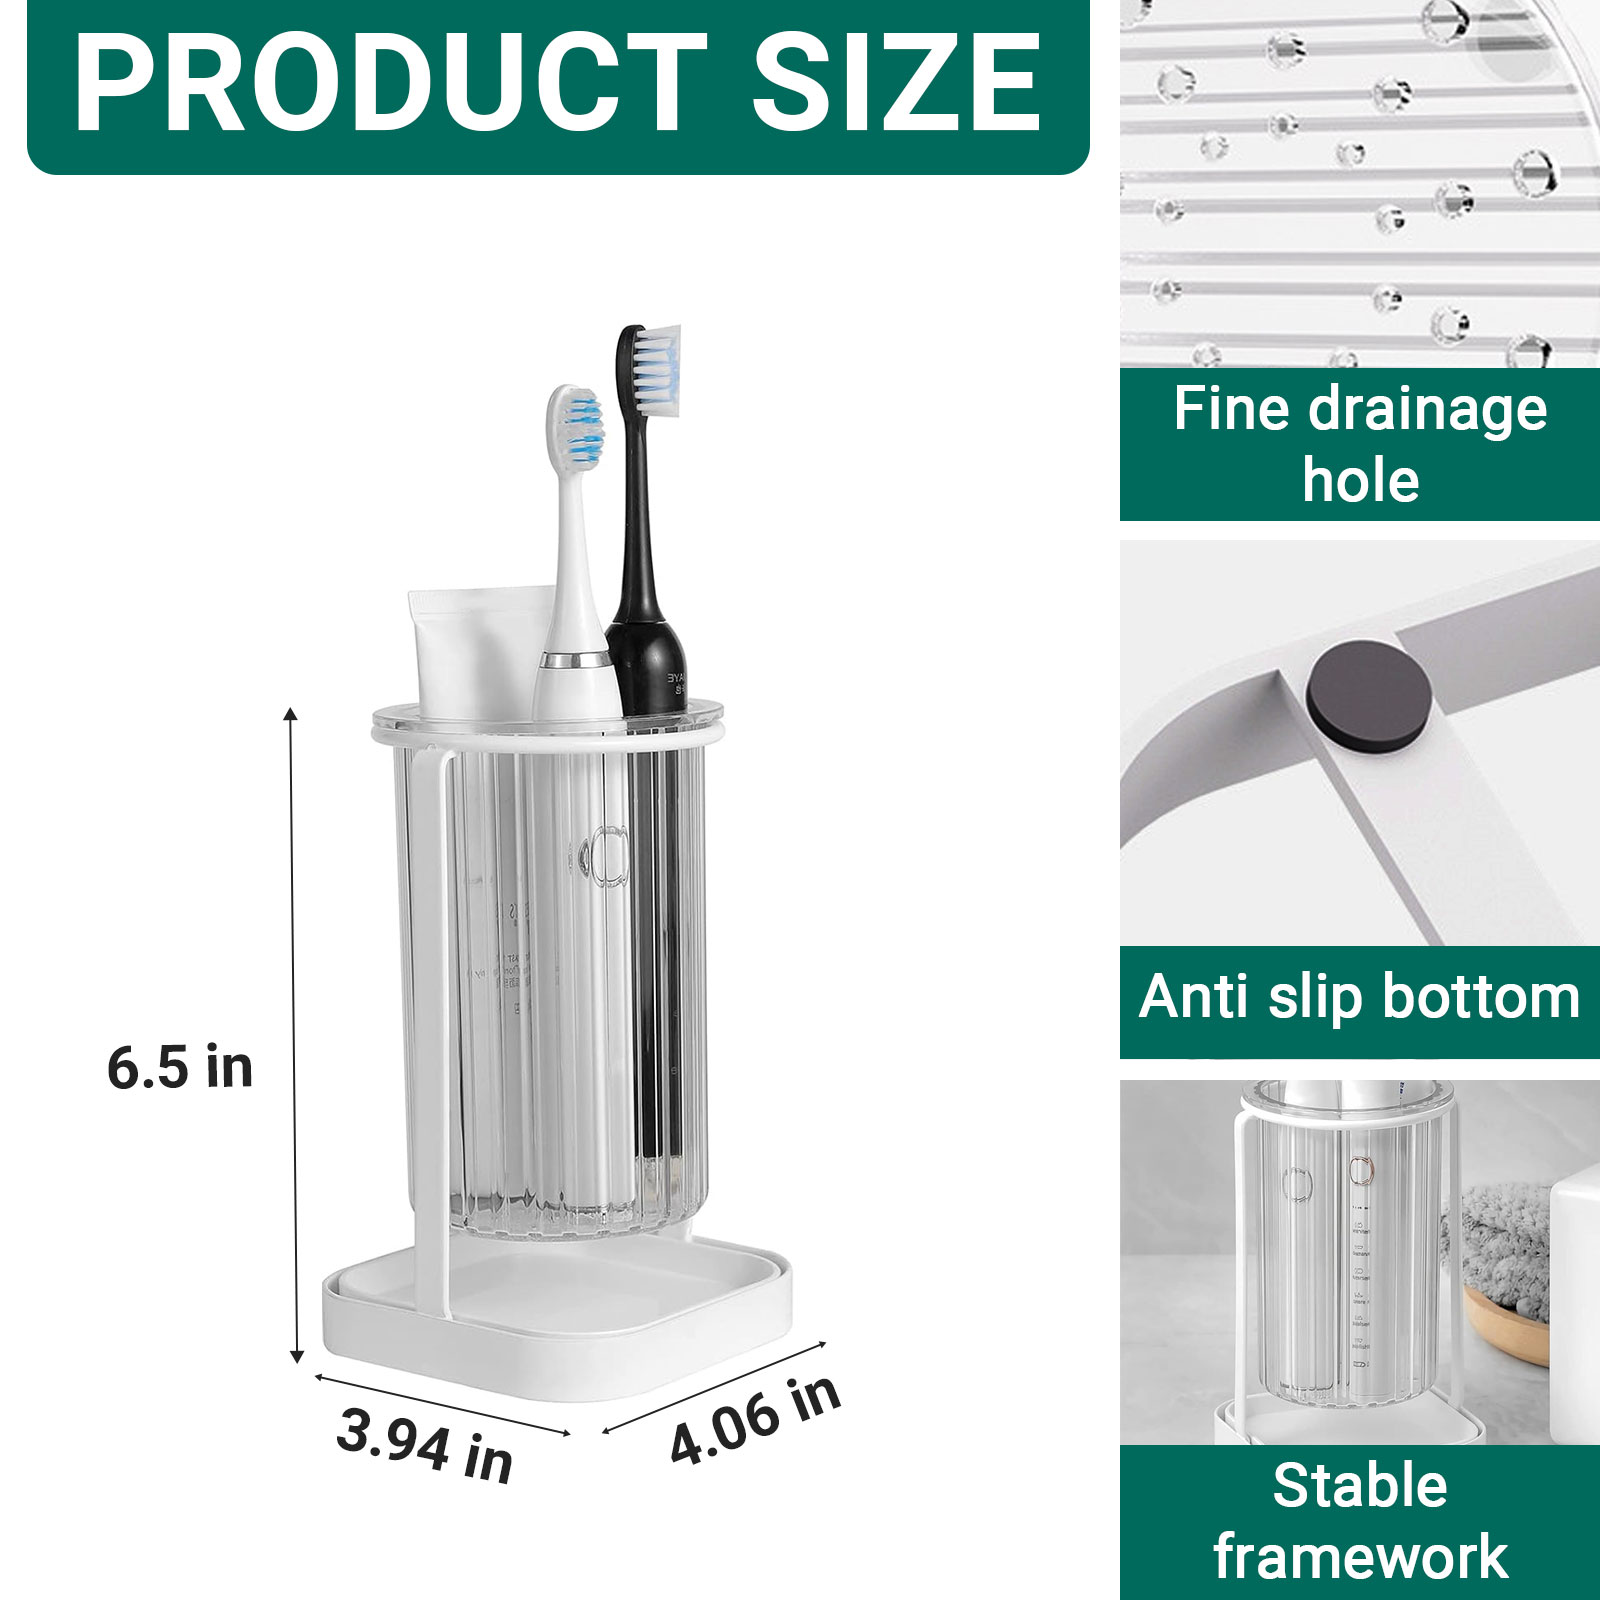 PRODUCT SIZE
Fine drainage
hole
6.5 in
3.94 in
4.06 in
Anti slip bottom
Stable
framework